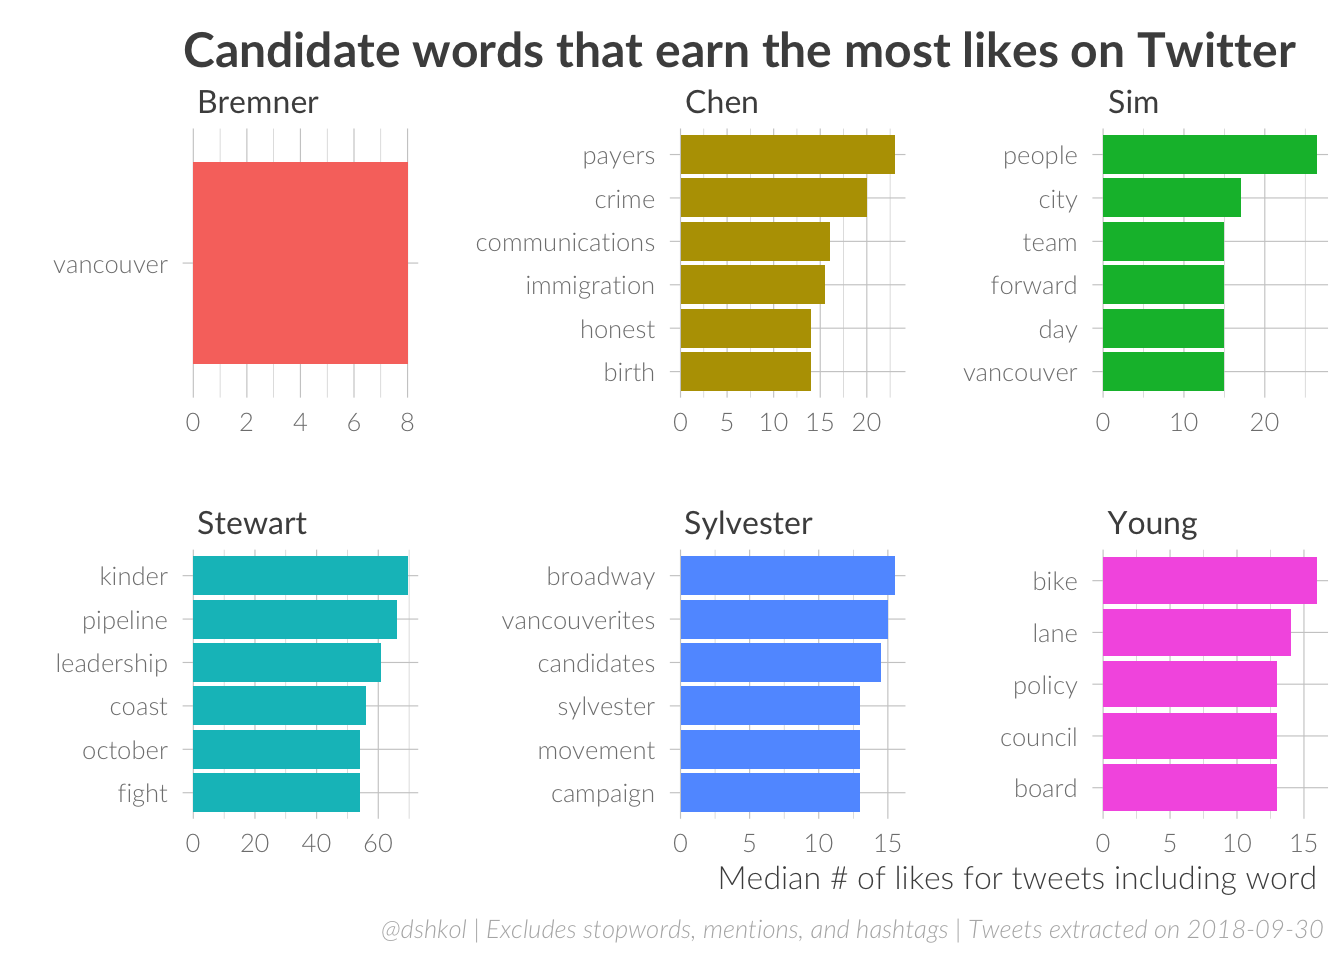 Candidate words that earn the most likes on Twitter
Bremner
vancouver
0 2 4 6 8
Chen
payers
crime
communications
immigration
honest
birth
0 5 10 15 20
Sim
people
city
team
forward
day
vancouver
0 10 20
Stewart
kinder
pipeline
leadership
coast
october
fight
0 20 40 60
Sylvester
broadway
vancouverites
candidates
sylvester
movement
campaign
0 5 10 15
Young
bike
lane
policy
council
board
0 5 10 15
Median # of likes for tweets including word
@dshkol | Excludes stopwords, mentions, and hashtags | Tweets extracted on 2018-09-30